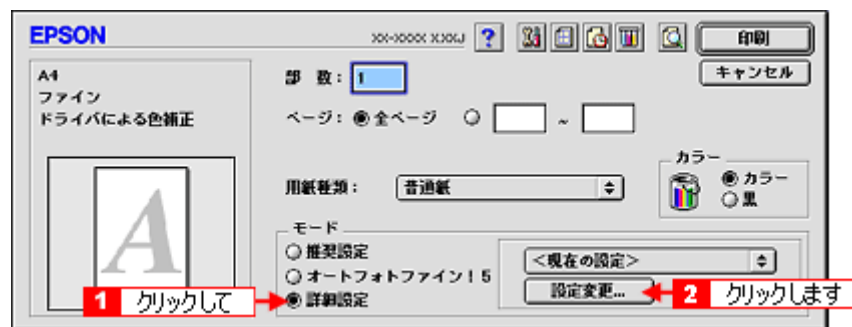 EPSON
XX-XXXX X.XXJ
?
印刷
キャンセル
A4
ファイン
ドライバによる色補正
A
部 数：1
ページ：全ページ ～
用紙種類：普通紙
カラー
カラー
黒
モード
推奨設定
オートフォトファイン！5
詳細設定
<現在の設定>
設定変更...
1 クリックして
2 クリックします